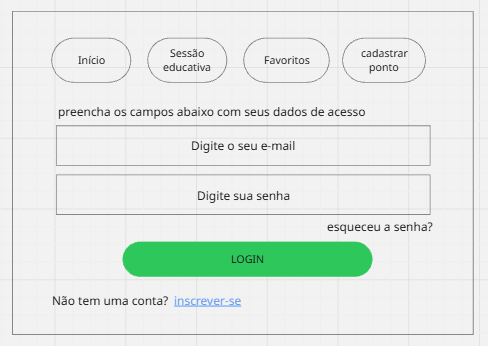 Início
Sessão
educativa
Favoritos
cadastrar
ponto
preencha os campos abaixo com seus dados de acesso
Digite o seu e-mail
Digite sua senha
esqueceu a senha?
LOGIN
Não tem uma conta? inscrever-se